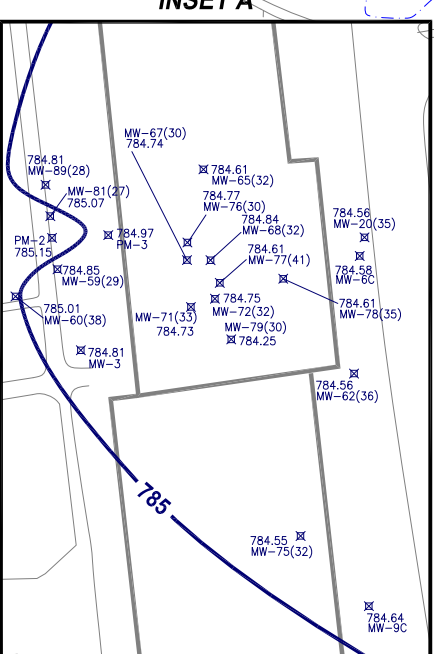 INSET A
MW-67(30)
784.74
784.81
MW-89(28)
784.61
MW-65(32)
MW-81(27)
785.07
784.77
MW-76(30)
784.84
MW-68(32)
784.56
MW-20(35)
PM-2
785.15
784.97
PM-3
784.61
MW-77(41)
784.58
MW-6C
784.85
MW-59(29)
784.75
MW-72(32)
784.61
MW-78(35)
785.01
MW-60(38)
MW-71(33)
784.73
MW-79(30)
784.25
784.81
MW-3
784.56
MW-62(36)
785
784.55
MW-75(32)
784.64
MW-9C